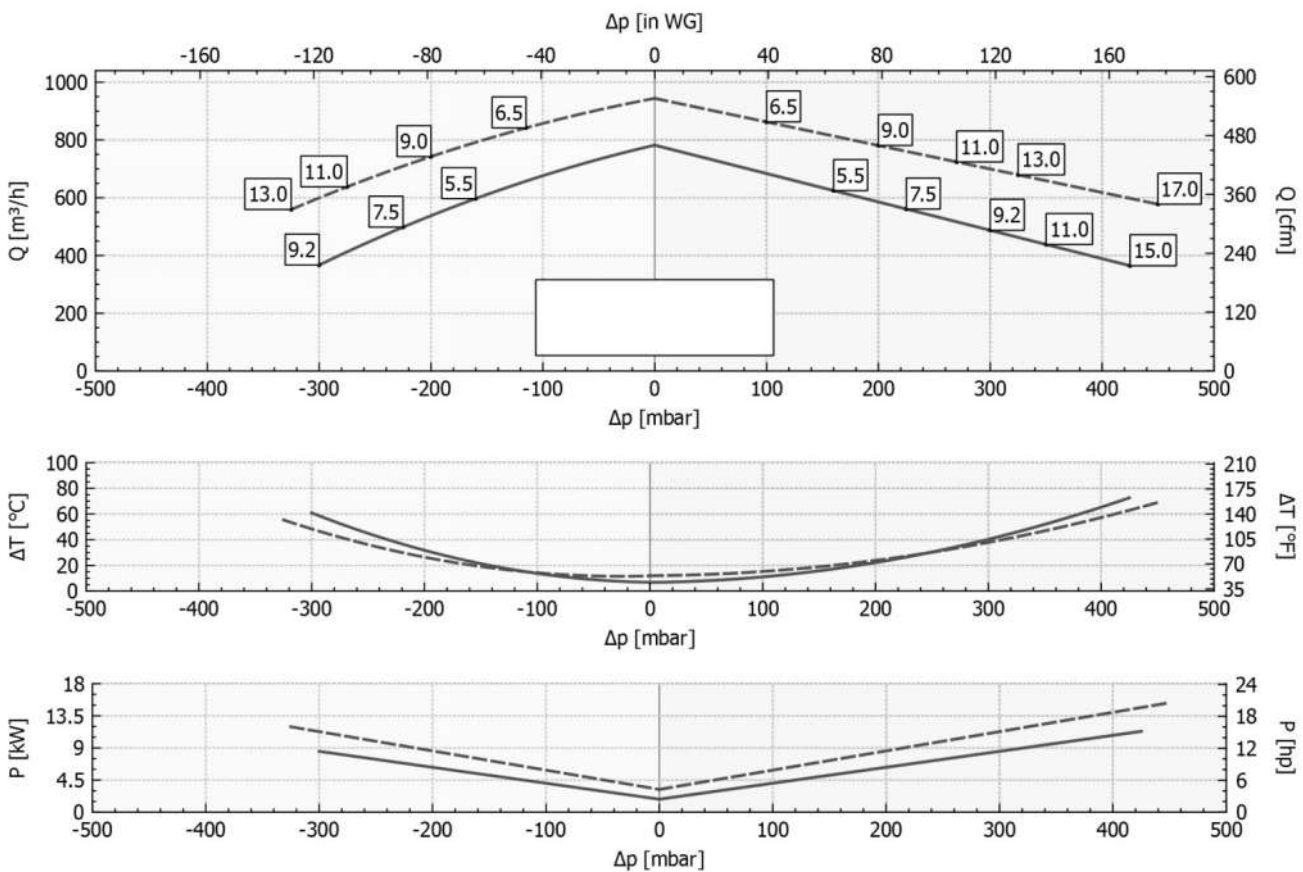 Δp [in WG]
-160 -120 -80 -40 0 40 80 120 160
1000 800 600 400 200 0
Q [m³/h]
600 480 360 240 120 0
Q [cfm]
13.0 11.0 9.0 6.5 6.5 9.0 11.0 13.0 17.0
9.2 7.5 5.5 5.5 7.5 9.2 11.0 15.0
-500 -400 -300 -200 -100 0 100 200 300 400 500
Δp [mbar]
100 80 60 40 20 0
ΔT [°C]
210 175 140 105 70 35
ΔT [°F]
-500 -400 -300 -200 -100 0 100 200 300 400 500
Δp [mbar]
18 13.5 9 4.5 0
P [kW]
24 18 12 6 0
P [hp]
-500 -400 -300 -200 -100 0 100 200 300 400 500
Δp [mbar]